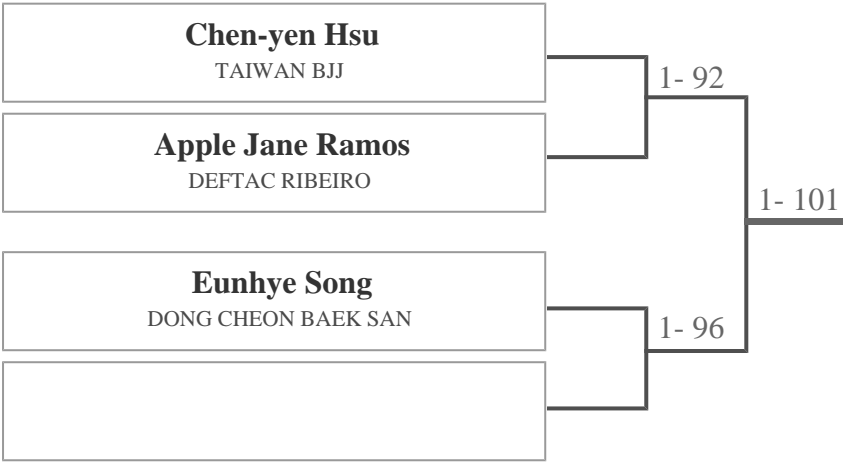 Chen-yen Hsu
TAIWAN BJJ
1- 92
Apple Jane Ramos
DEFTAC RIBEIRO
1- 101
Eunhye Song
DONG CHEON BAEK SAN
1- 96